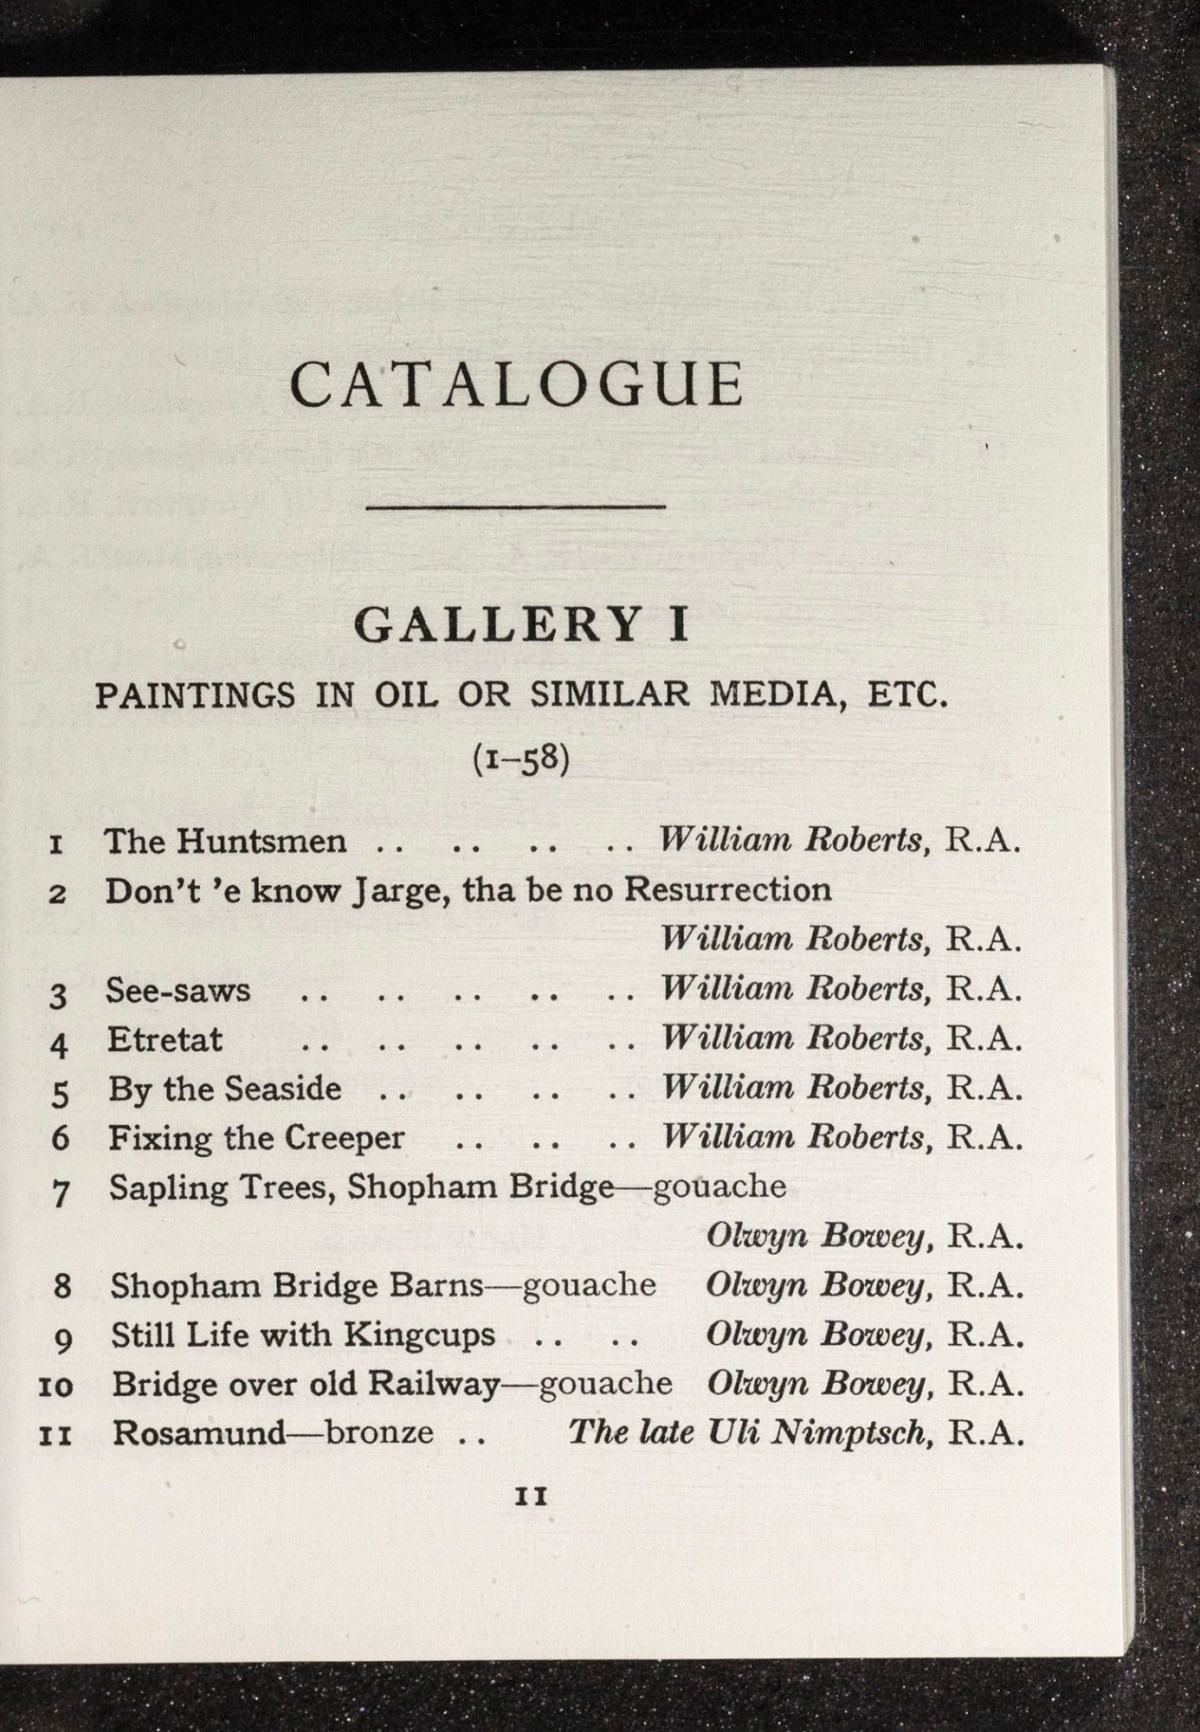 CATALOGUE
GALLERY I
PAINTINGS IN OIL OR SIMILAR MEDIA, ETC.
(1–58)
1 The Huntsmen .. .. .. .. William Roberts, R.A.
2 Don't 'e know Jarge, tha be no Resurrection
William Roberts, R.A.
3 See-saws .. .. .. .. .. William Roberts, R.A.
4 Etretat .. .. .. .. .. William Roberts, R.A.
5 By the Seaside .. .. .. .. William Roberts, R.A.
6 Fixing the Creeper .. .. .. William Roberts, R.A.
7 Sapling Trees, Shopham Bridge—gouache
Olwyn Bowey, R.A.
8 Shopham Bridge Barns—gouache Olwyn Bowey, R.A.
9 Still Life with Kingcups .. .. Olwyn Bowey, R.A.
10 Bridge over old Railway—gouache Olwyn Bowey, R.A.
11 Rosamund—bronze .. The late Uli Nimptsch, R.A.
11